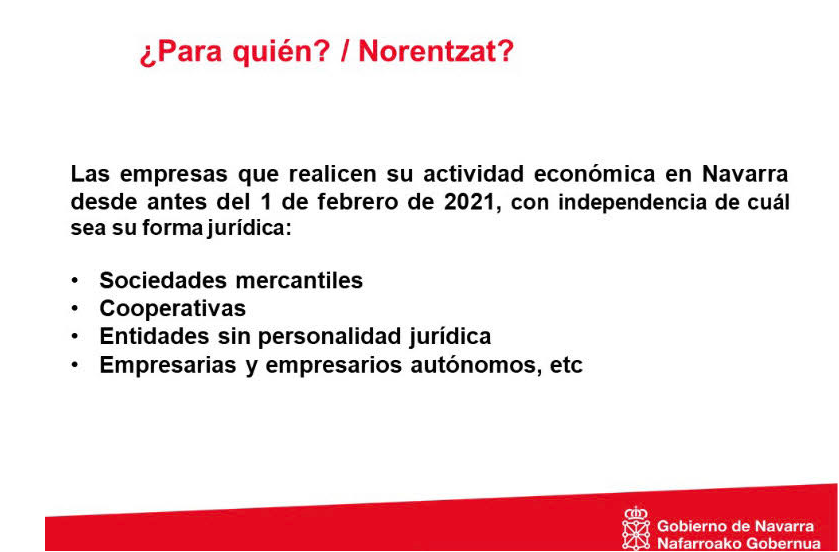 ¿Para quién? / Norentzat?
Las empresas que realicen su actividad económica en Navarra
desde antes del 1 de febrero de 2021, con independencia de cuál
sea su forma jurídica:
• Sociedades mercantiles
• Cooperativas
• Entidades sin personalidad jurídica
• Empresarias y empresarios autónomos, etc
Gobierno de Navarra
Nafarroako Gobernua